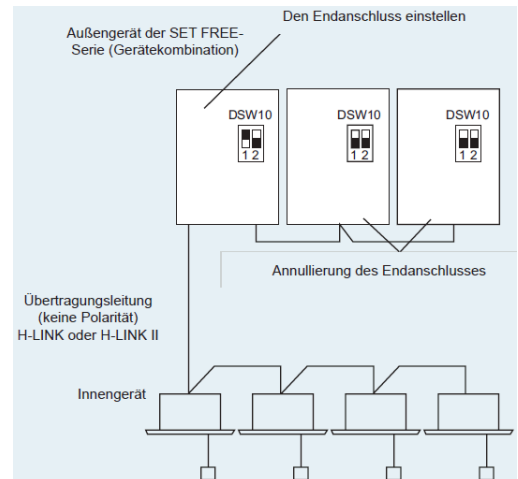 Den Endanschluss einstellen
Außengerät der SET FREE-
Serie (Gerätekombination)
DSW10
1 2
DSW10
1 2
DSW10
1 2
Annullierung des Endanschlusses
Übertragungsleitung
(keine Polarität)
H-LINK oder H-LINK II
Innengerät